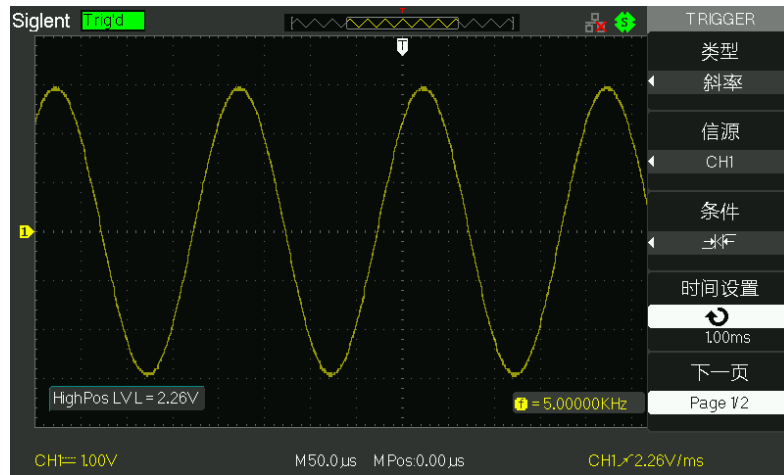 Siglent Trig'd
T
S
TRIGGER
类型
斜率
信源
CH1
条件
时间设置
1.00ms
下一页
Page 1/2
1
HighPos LVL = 2.26V
f = 5.00000KHz
CH1 1.00V
M 50.0μs M Pos:0.00μs
CH1 2.26V/ms